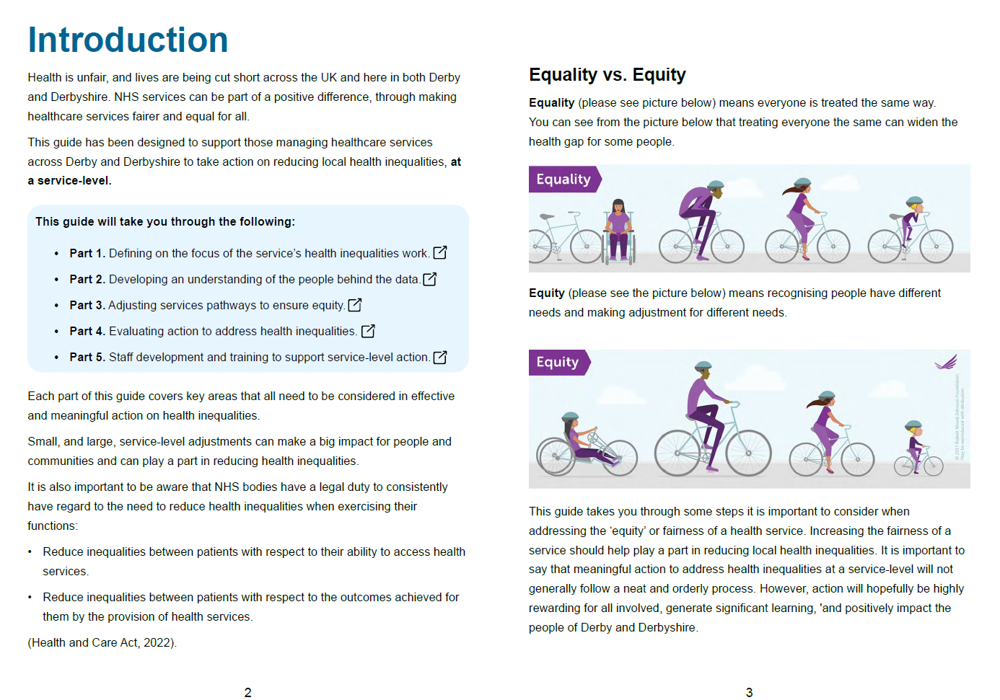 Introduction
Health is unfair, and lives are being cut short across the UK and here in both Derby
and Derbyshire. NHS services can be part of a positive difference, through making
healthcare services fairer and equal for all.
This guide has been designed to support those managing healthcare services
across Derby and Derbyshire to take action on reducing local health inequalities, at
a service-level.
This guide will take you through the following:
• Part 1. Defining on the focus of the service’s health inequalities work.
• Part 2. Developing an understanding of the people behind the data.
• Part 3. Adjusting services pathways to ensure equity.
• Part 4. Evaluating action to address health inequalities.
• Part 5. Staff development and training to support service-level action.
Each part of this guide covers key areas that all need to be considered in effective
and meaningful action on health inequalities.
Small, and large, service-level adjustments can make a big impact for people and
communities and can play a part in reducing health inequalities.
It is also important to be aware that NHS bodies have a legal duty to consistently
have regard to the need to reduce health inequalities when exercising their
functions:
• Reduce inequalities between patients with respect to their ability to access health
services.
• Reduce inequalities between patients with respect to the outcomes achieved for
them by the provision of health services.
(Health and Care Act, 2022).
2
Equality vs. Equity
Equality (please see picture below) means everyone is treated the same way.
You can see from the picture below that treating everyone the same can widen the
health gap for some people.
Equality
Equity (please see the picture below) means recognising people have different
needs and making adjustment for different needs.
Equity
© 2017 Robert Wood Johnson Foundation.
May be reproduced with attribution.
This guide takes you through some steps it is important to consider when
addressing the ‘equity’ or fairness of a health service. Increasing the fairness of a
service should help play a part in reducing local health inequalities. It is important to
say that meaningful action to address health inequalities at a service-level will not
generally follow a neat and orderly process. However, action will hopefully be highly
rewarding for all involved, generate significant learning, 'and positively impact the
people of Derby and Derbyshire.
3